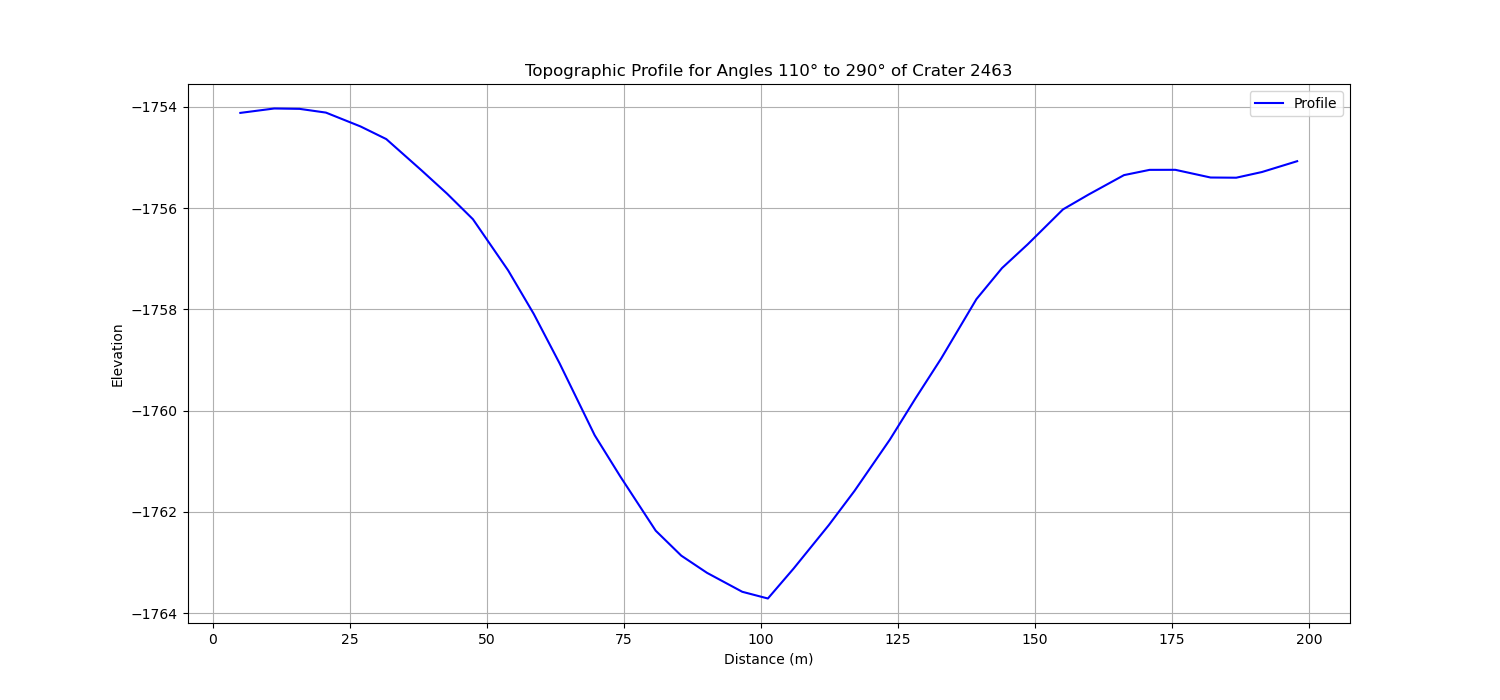 Topographic Profile for Angles 110° to 290° of Crater 2463
Profile
−1754
−1756
−1758
−1760
−1762
−1764
Elevation
0 25 50 75 100 125 150 175 200
Distance (m)